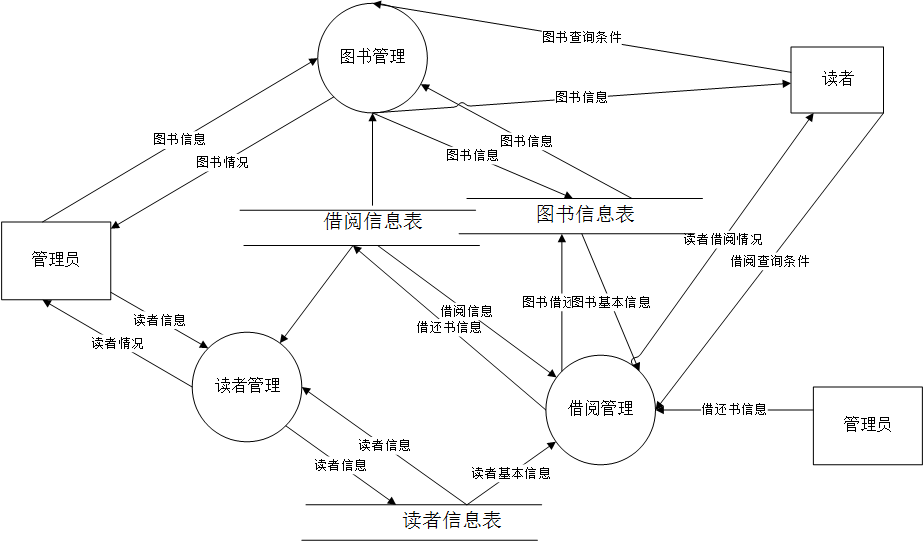 图书管理
图书查询条件
读者
图书信息
图书信息
图书信息
图书信息
图书情况
借阅信息表
图书信息表
读者借阅情况
管理员
借阅查询条件
图书借还
图书基本信息
借阅信息
读者信息
借还书信息
读者情况
读者管理
借阅管理
借还书信息
管理员
读者信息
读者信息
读者基本信息
读者信息表